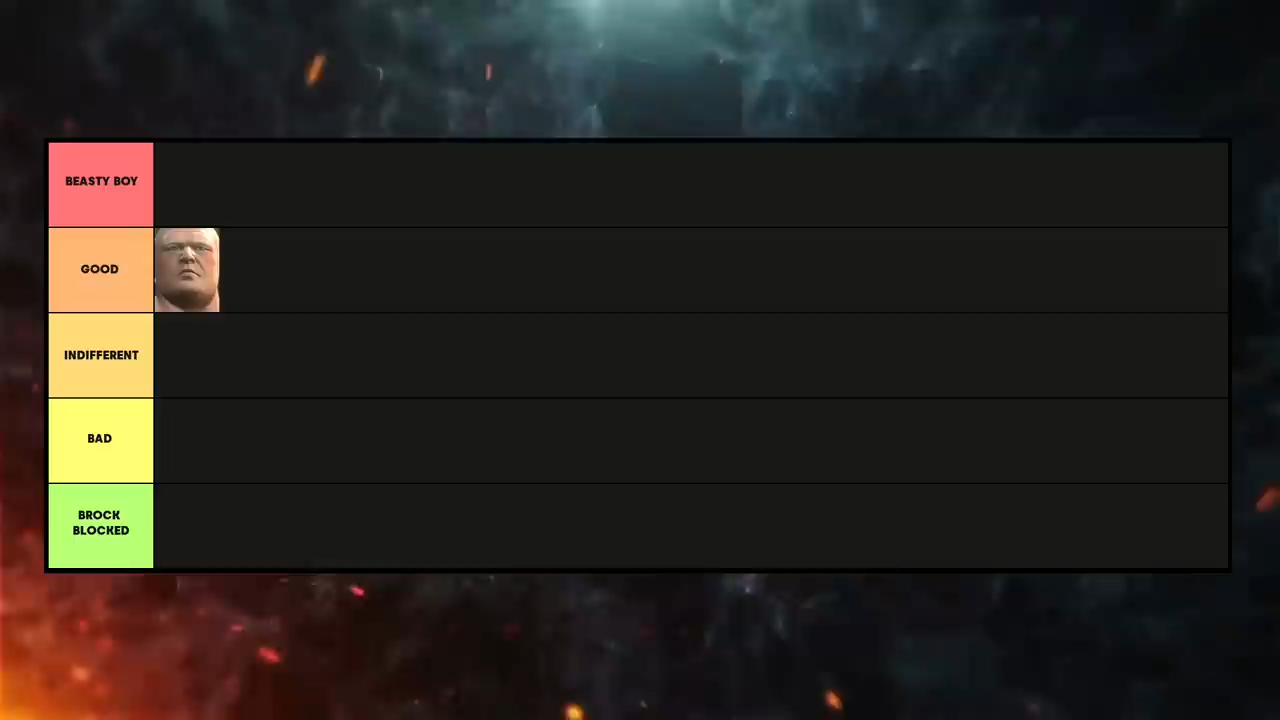 BEASTY BOY
GOOD
INDIFFERENT
BAD
BROCK
BLOCKED